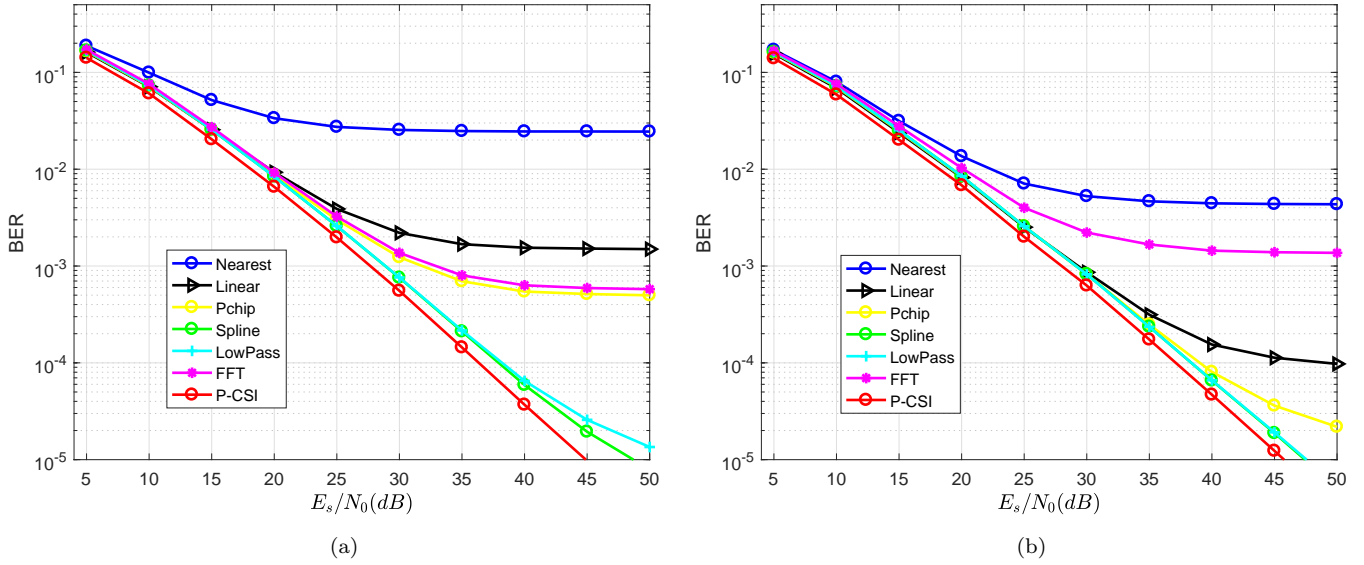 10^{-1}
10^{-2}
10^{-3}
10^{-4}
10^{-5}
BER
Nearest
Linear
Pchip
Spline
LowPass
FFT
P-CSI
5 10 15 20 25 30 35 40 45 50
E_s/N_0(dB)
(a)
10^{-1}
10^{-2}
10^{-3}
10^{-4}
10^{-5}
BER
Nearest
Linear
Pchip
Spline
LowPass
FFT
P-CSI
5 10 15 20 25 30 35 40 45 50
E_s/N_0(dB)
(b)